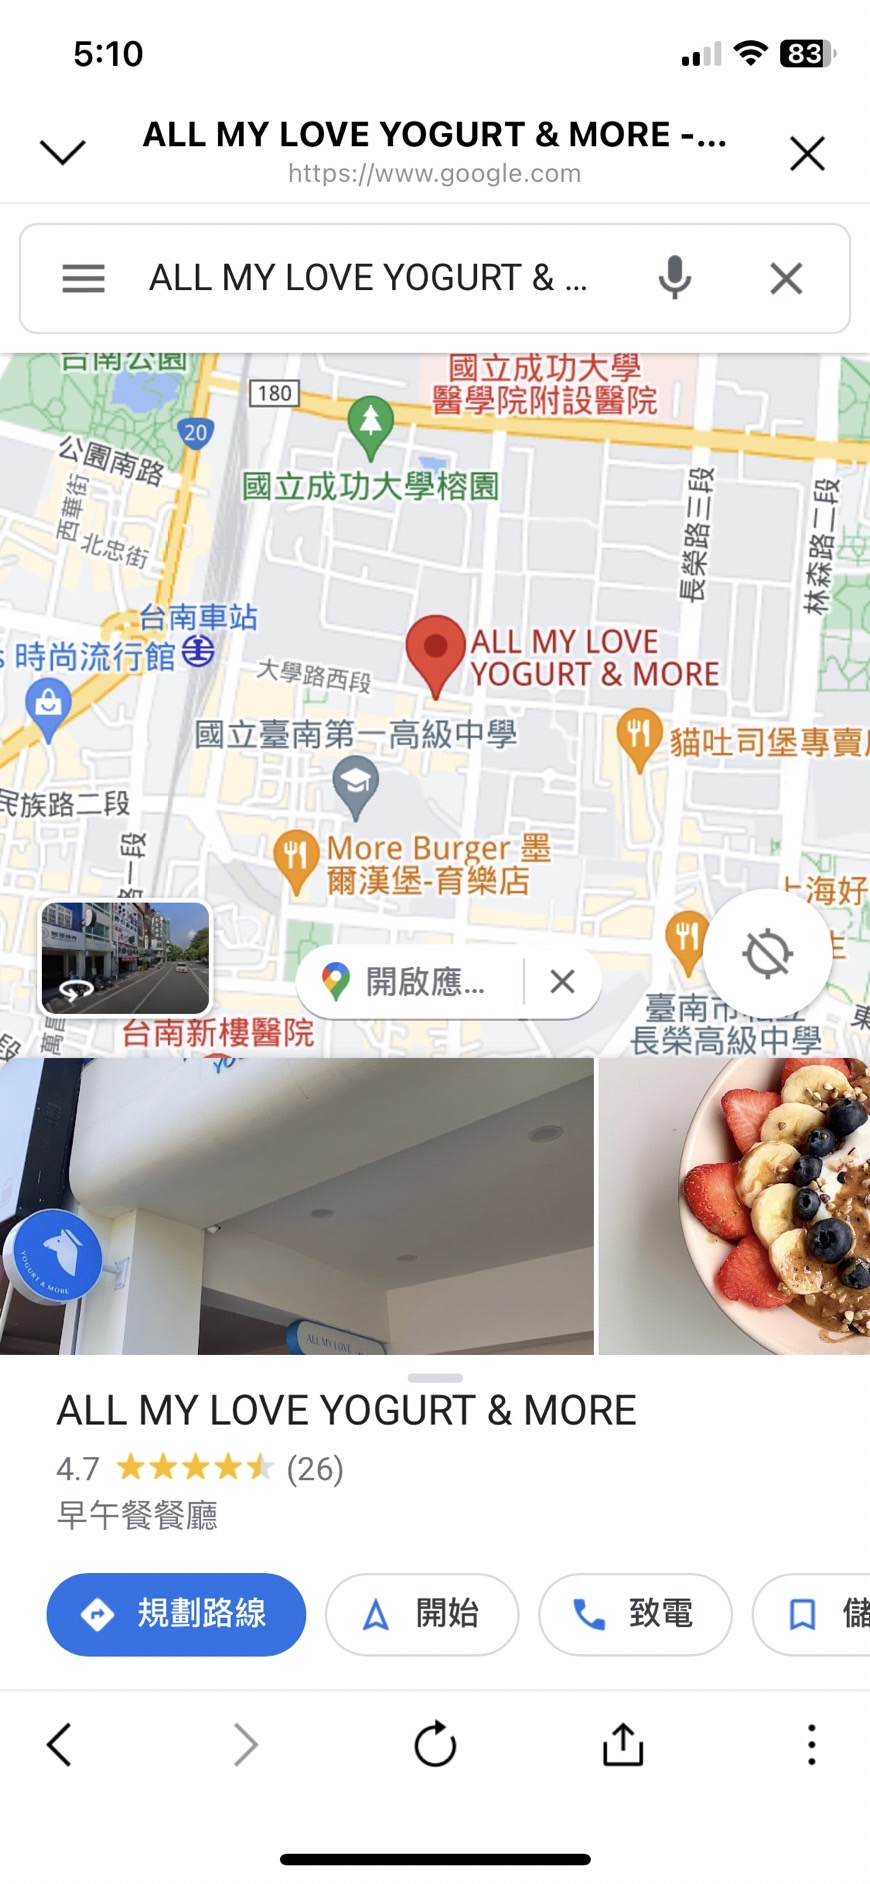 5:10
83
ALL MY LOVE YOGURT & MORE -...
https://www.google.com
ALL MY LOVE YOGURT & ...
台南公園
國立成功大學
醫學院附設醫院
180
20
公園南路
國立成功大學榕園
西華街
北忠街
長榮路三段
林森路二段
台南車站
時尚流行館
ALL MY LOVE
YOGURT & MORE
大學路西段
國立臺南第一高級中學
貓吐司堡專賣
民族路二段
More Burger 墨
爾漢堡-育樂店
路一段
上海好
開啟應...
臺南市
長榮高級中學
東
台南新樓醫院
段
YOGURT & MORE
ALL MY LOVE
ALL MY LOVE YOGURT & MORE
4.7 (26)
早午餐餐廳
規劃路線
開始
致電
儲